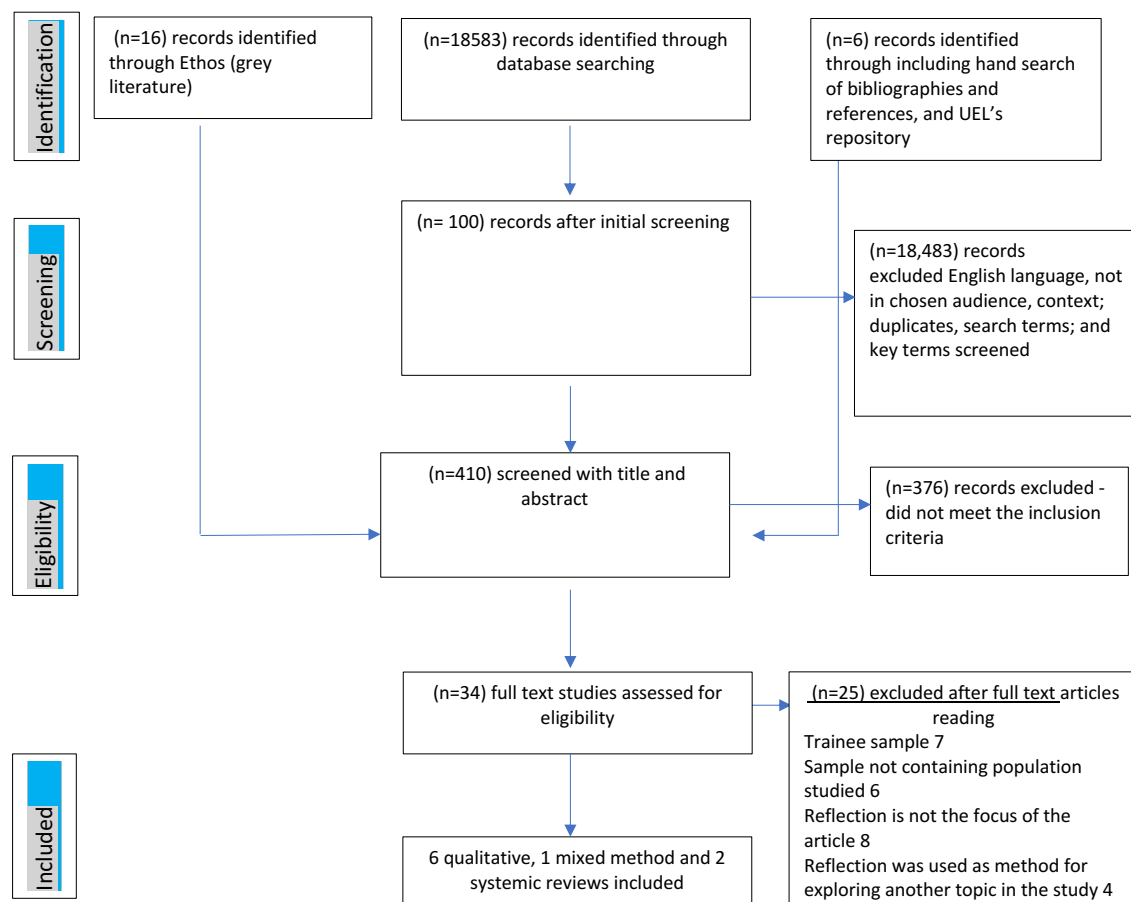 Identification
(n=16) records identified
through Ethos (grey
literature)
(n=18583) records identified through
database searching
(n=6) records identified
through including hand search
of bibliographies and
references, and UEL’s
repository
Screening
(n= 100) records after initial screening
(n=18,483) records
excluded English language, not
in chosen audience, context;
duplicates, search terms; and
key terms screened
Eligibility
(n=410) screened with title and
abstract
(n=376) records excluded -
did not meet the inclusion
criteria
(n=34) full text studies assessed for
eligibility
(n=25) excluded after full text articles
reading
Trainee sample 7
Sample not containing population
studied 6
Reflection is not the focus of the
article 8
Reflection was used as method for
exploring another topic in the study 4
Included
6 qualitative, 1 mixed method and 2
systemic reviews included